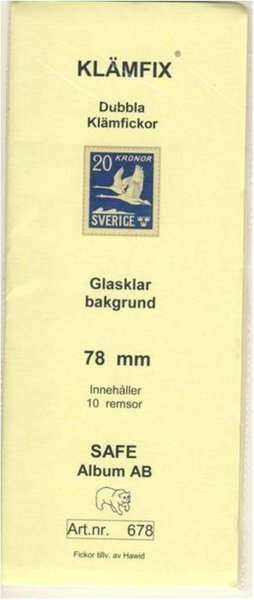 KLÄMFIX®
Dubbla
Klämfickor
20 KRONOR
SVERIGE
Glasklar
bakgrund
78 mm
Innehåller
10 remsor
SAFE
Album AB
Art.nr. 678
Fickor tillv. av Hawid